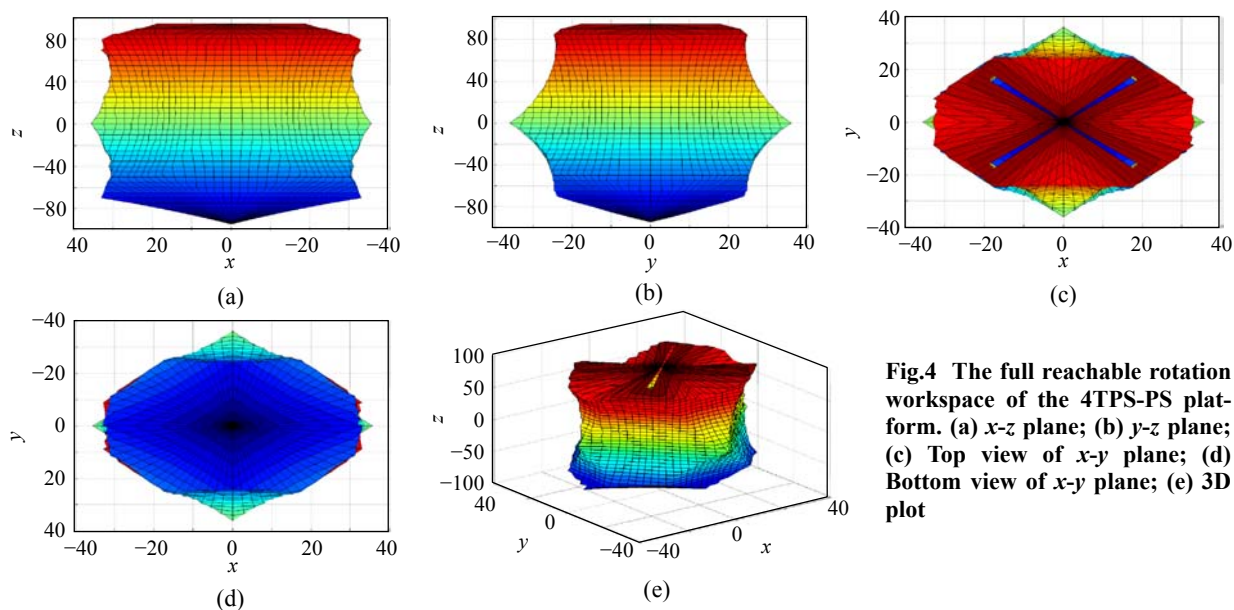 80
40
0
−40
−80
z
40 20 0 −20 −40
x
(a)
80
40
0
−40
−80
z
−40 −20 0 20 40
y
(b)
40
20
0
−20
−40
y
−40 −20 0 20 40
x
(c)
−40
−20
0
20
40
y
−40 −20 0 20 40
x
(d)
100
50
0
−50
−100
z
40
0
−40
y
−40
0
40
x
(e)
Fig.4 The full reachable rotation
workspace of the 4TPS-PS plat-
form. (a) x-z plane; (b) y-z plane;
(c) Top view of x-y plane; (d)
Bottom view of x-y plane; (e) 3D
plot